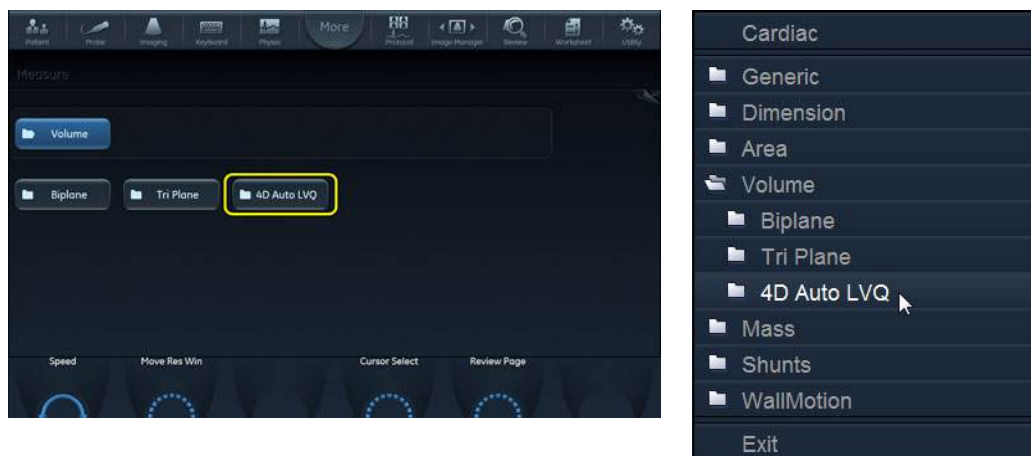 Patient Probe Imaging Keyboard Physio More Protocol Image Manager Review Worksheet Utility
Measure
Volume
Biplane Tri Plane 4D Auto LVQ
Speed Move Res Win Cursor Select Review Page
Cardiac
Generic
Dimension
Area
Volume
Biplane
Tri Plane
4D Auto LVQ
Mass
Shunts
WallMotion
Exit